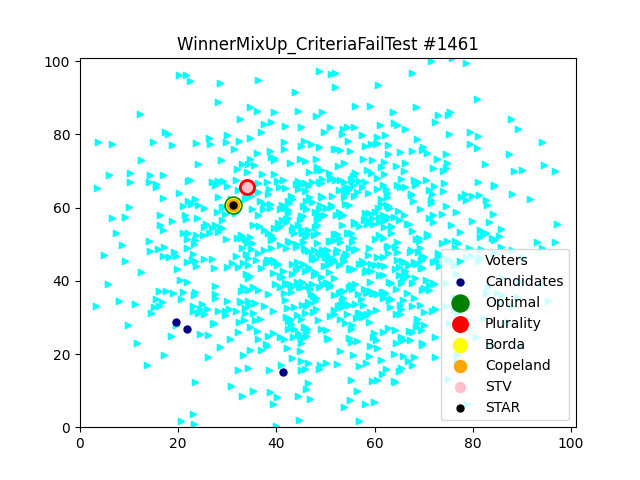 WinnerMixUp_CriteriaFailTest #1461
100
80
60
40
20
0
0 20 40 60 80 100
Voters
Candidates
Optimal
Plurality
Borda
Copeland
STV
STAR